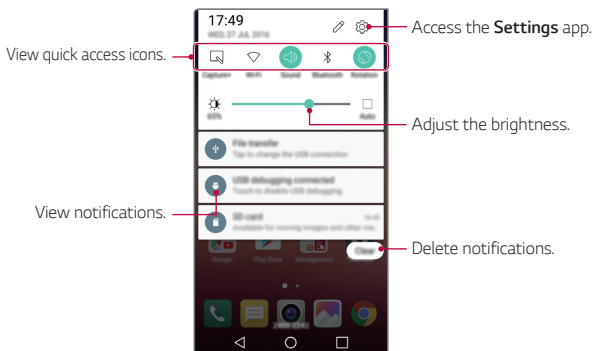 17:49
WED, 27 JUL, 2016
Access the Settings app.
View quick access icons.
Capture+ Wi-Fi Sound Bluetooth Rotation
65% Auto
Adjust the brightness.
File transfer
Tap to change the USB connection
USB debugging connected
Touch to disable USB debugging.
View notifications.
SD card 16:48
Available for moving images and other me...
Google Play Store Management
Clear
Delete notifications.